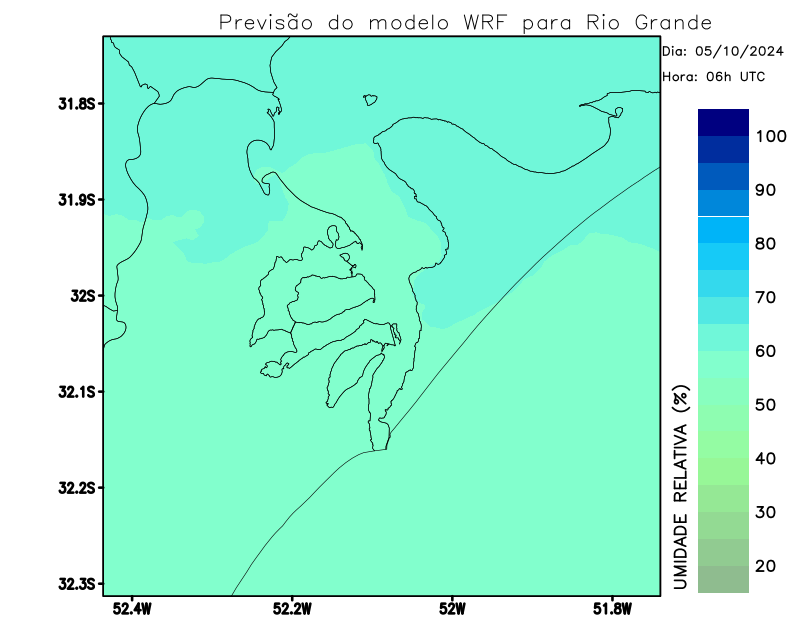 Previsão do modelo WRF para Rio Grande
Dia: 05/10/2024
Hora: 06h UTC
31.8S
31.9S
32S
32.1S
32.2S
32.3S
52.4W
52.2W
52W
51.8W
UMIDADE RELATIVA (%)
100
90
80
70
60
50
40
30
20